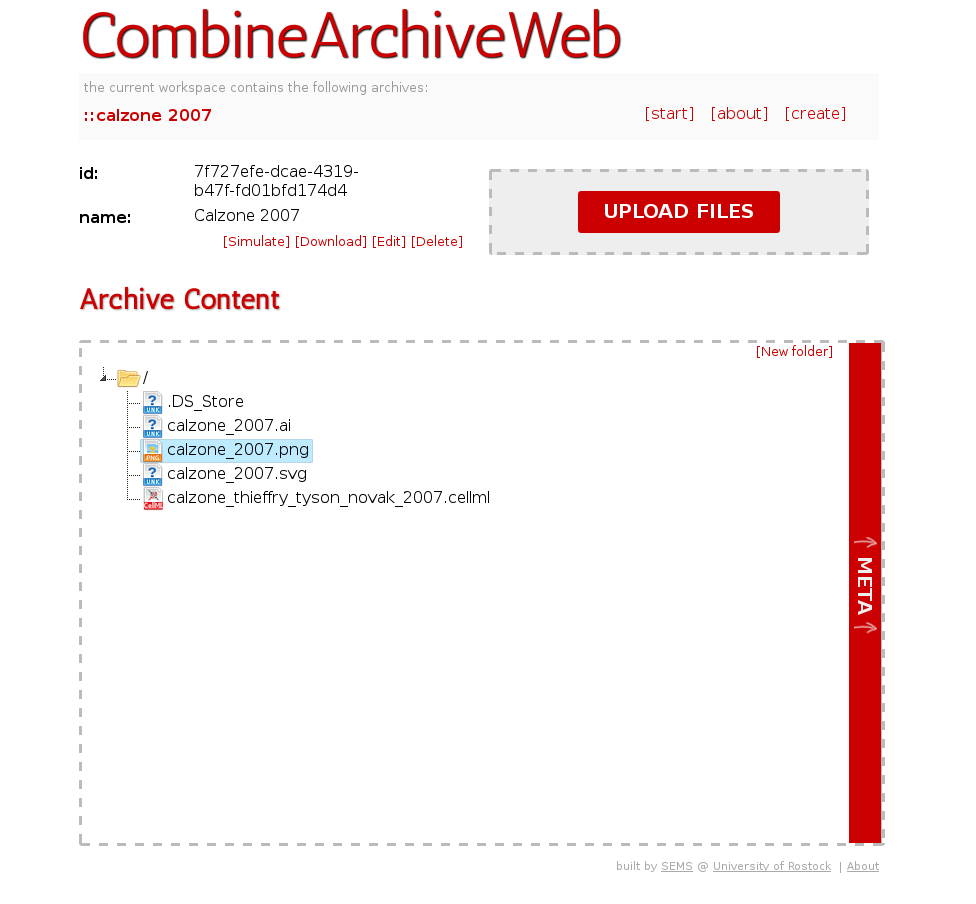 CombineArchiveWeb
the current workspace contains the following archives:
::calzone 2007
[start] [about] [create]
id: 7f727efe-dcae-4319-
b47f-fd01bfd174d4
name: Calzone 2007
[Simulate] [Download] [Edit] [Delete]
UPLOAD FILES
Archive Content
[New folder]
/
UNK .DS_Store
UNK calzone_2007.ai
PNG calzone_2007.png
UNK calzone_2007.svg
CellML calzone_thieffry_tyson_novak_2007.cellml
META
built by SEMS @ University of Rostock | About